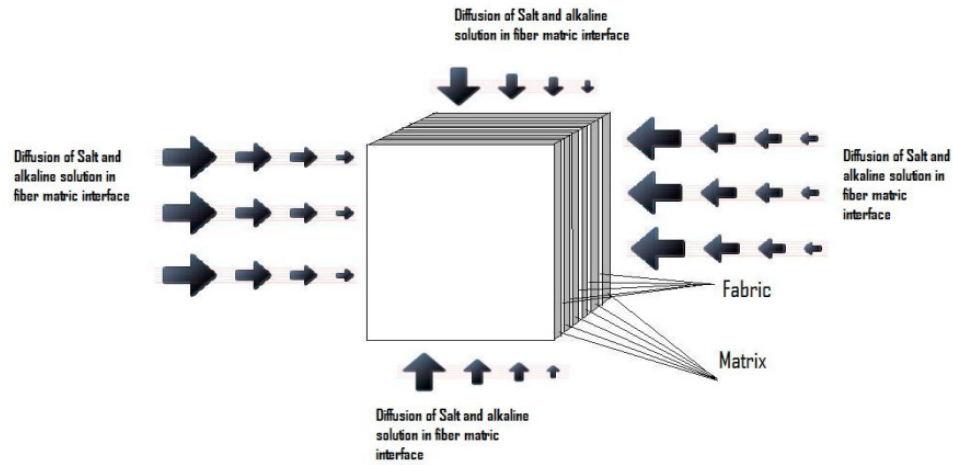 Diffusion of Salt and alkaline
solution in fiber matric interface
Diffusion of Salt and
alkaline solution in
fiber matric interface
Diffusion of Salt and
alkaline solution in
fiber matric
interface
Fabric
Matrix
Diffusion of Salt and alkaline
solution in fiber matric
interface